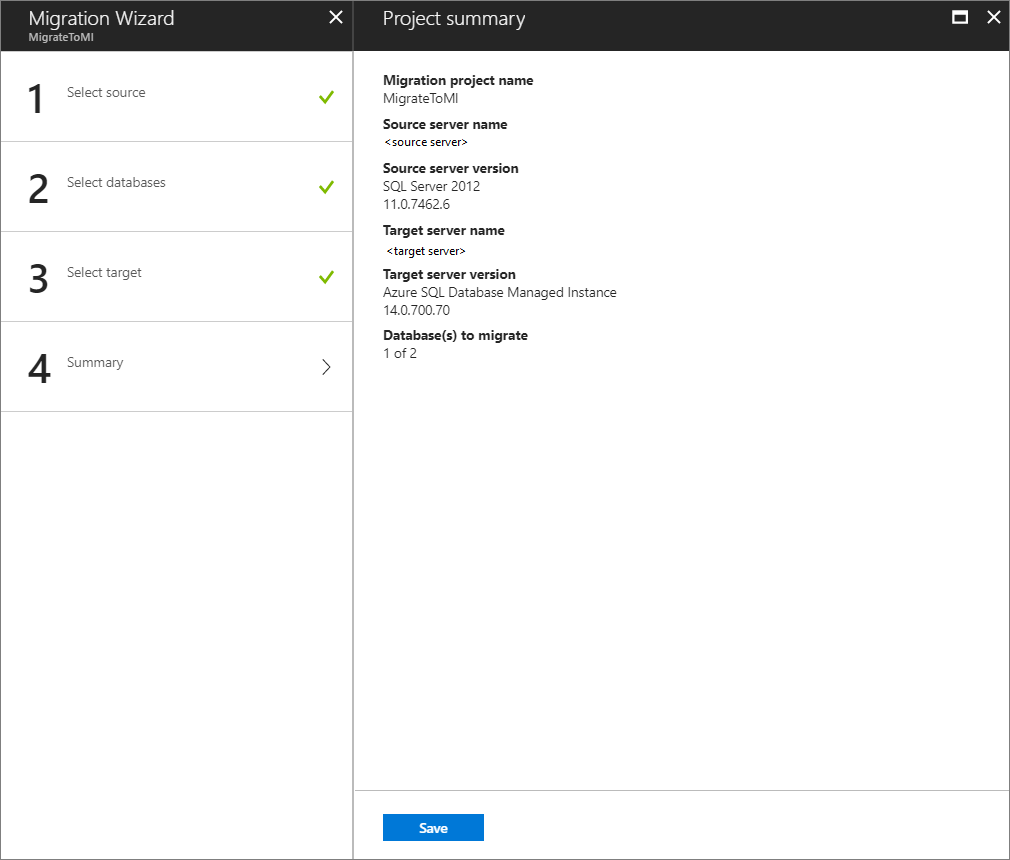 Migration Wizard
MigrateToMI
1
Select source
2
Select databases
3
Select target
4
Summary
Project summary
Migration project name
MigrateToMI
Source server name
<source server>
Source server version
SQL Server 2012
11.0.7462.6
Target server name
<target server>
Target server version
Azure SQL Database Managed Instance
14.0.700.70
Database(s) to migrate
1 of 2
Save